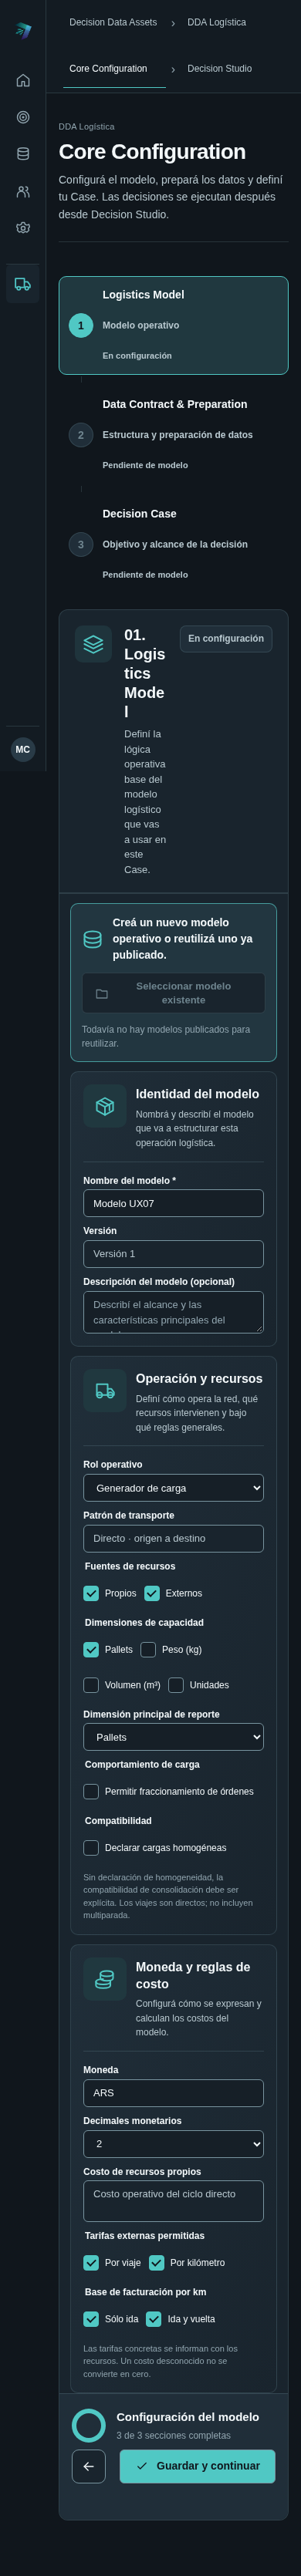 Decision Data Assets
DDA Logística
Core Configuration
Decision Studio
DDA Logística
Core Configuration
Configurá el modelo, prepará los datos y definí
tu Case. Las decisiones se ejecutan después
desde Decision Studio.
Logistics Model
1
Modelo operativo
En configuración
Data Contract & Preparation
2
Estructura y preparación de datos
Pendiente de modelo
Decision Case
3
Objetivo y alcance de la decisión
Pendiente de modelo
01.
Logis
tics
Mode
l
En configuración
Definí la
lógica
operativa
base del
modelo
logístico
que vas
a usar en
este
Case.
MC
Creá un nuevo modelo
operativo o reutilizá uno ya
publicado.
Seleccionar modelo
existente
Todavía no hay modelos publicados para
reutilizar.
Identidad del modelo
Nombrá y describí el modelo
que va a estructurar esta
operación logística.
Nombre del modelo *
Modelo UX07
Versión
Versión 1
Descripción del modelo (opcional)
Describí el alcance y las
características principales del
Operación y recursos
Definí cómo opera la red, qué
recursos intervienen y bajo
qué reglas generales.
Rol operativo
Generador de carga
Patrón de transporte
Directo · origen a destino
Fuentes de recursos
Propios
Externos
Dimensiones de capacidad
Pallets
Peso (kg)
Volumen (m³)
Unidades
Dimensión principal de reporte
Pallets
Comportamiento de carga
Permitir fraccionamiento de órdenes
Compatibilidad
Declarar cargas homogéneas
Sin declaración de homogeneidad, la
compatibilidad de consolidación debe ser
explícita. Los viajes son directos; no incluyen
multiparada.
Moneda y reglas de
costo
Configurá cómo se expresan y
calculan los costos del
modelo.
Moneda
ARS
Decimales monetarios
2
Costo de recursos propios
Costo operativo del ciclo directo
Tarifas externas permitidas
Por viaje
Por kilómetro
Base de facturación por km
Sólo ida
Ida y vuelta
Las tarifas concretas se informan con los
recursos. Un costo desconocido no se
convierte en cero.
Configuración del modelo
3 de 3 secciones completas
Guardar y continuar